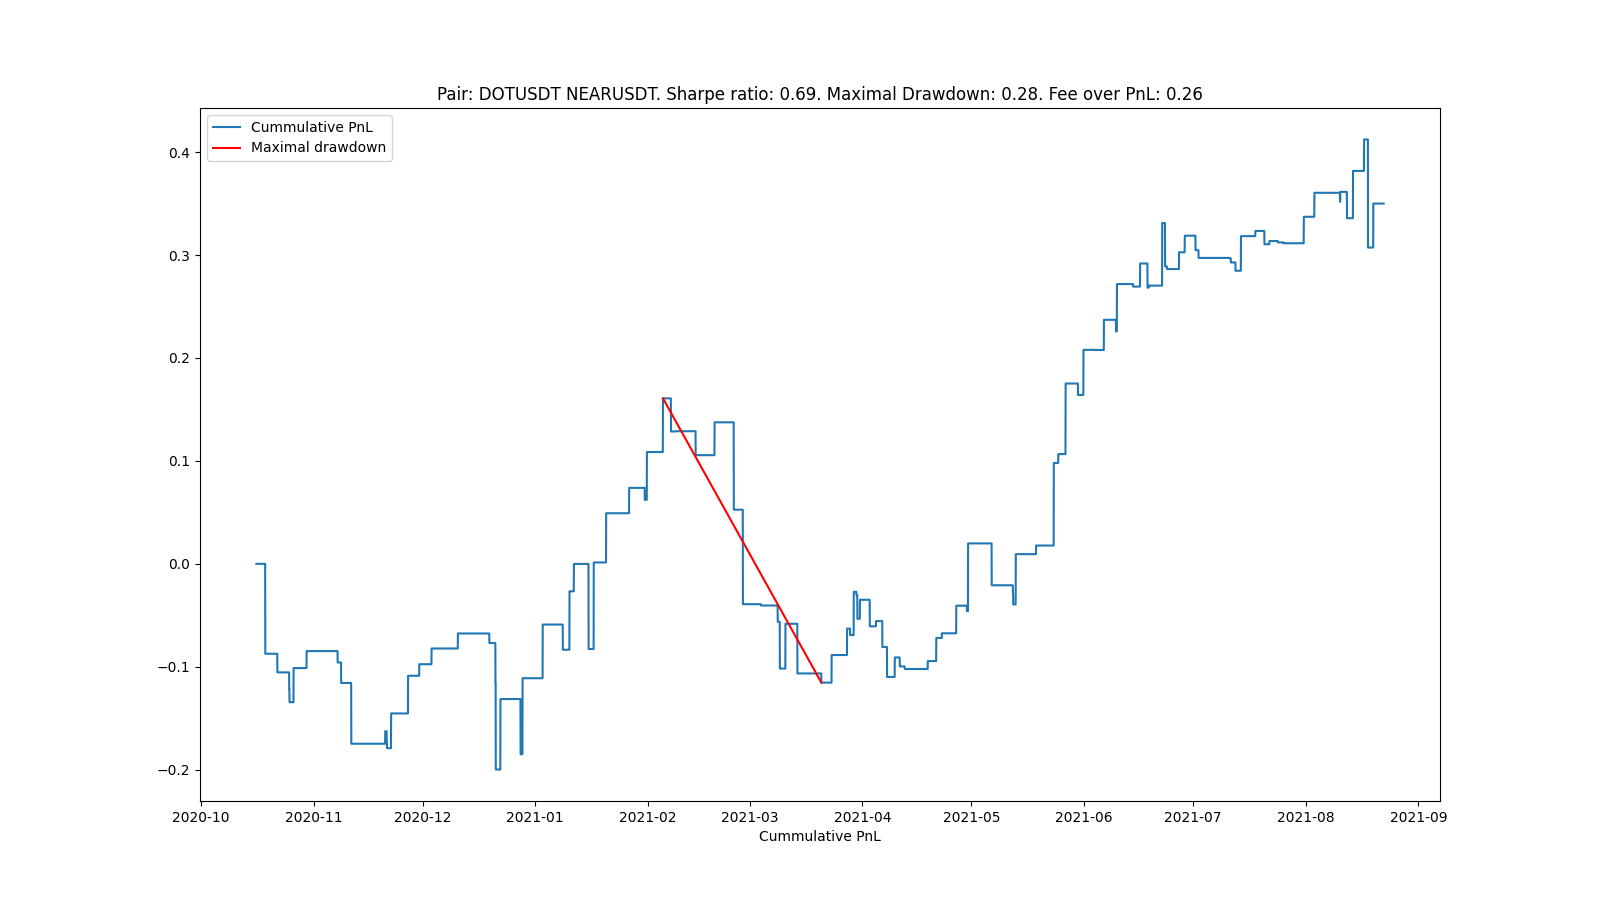 Pair: DOTUSDT NEARUSDT. Sharpe ratio: 0.69. Maximal Drawdown: 0.28. Fee over PnL: 0.26
Cummulative PnL
Maximal drawdown
0.4
0.3
0.2
0.1
0.0
−0.1
−0.2
2020-10 2020-11 2020-12 2021-01 2021-02 2021-03 2021-04 2021-05 2021-06 2021-07 2021-08 2021-09
Cummulative PnL